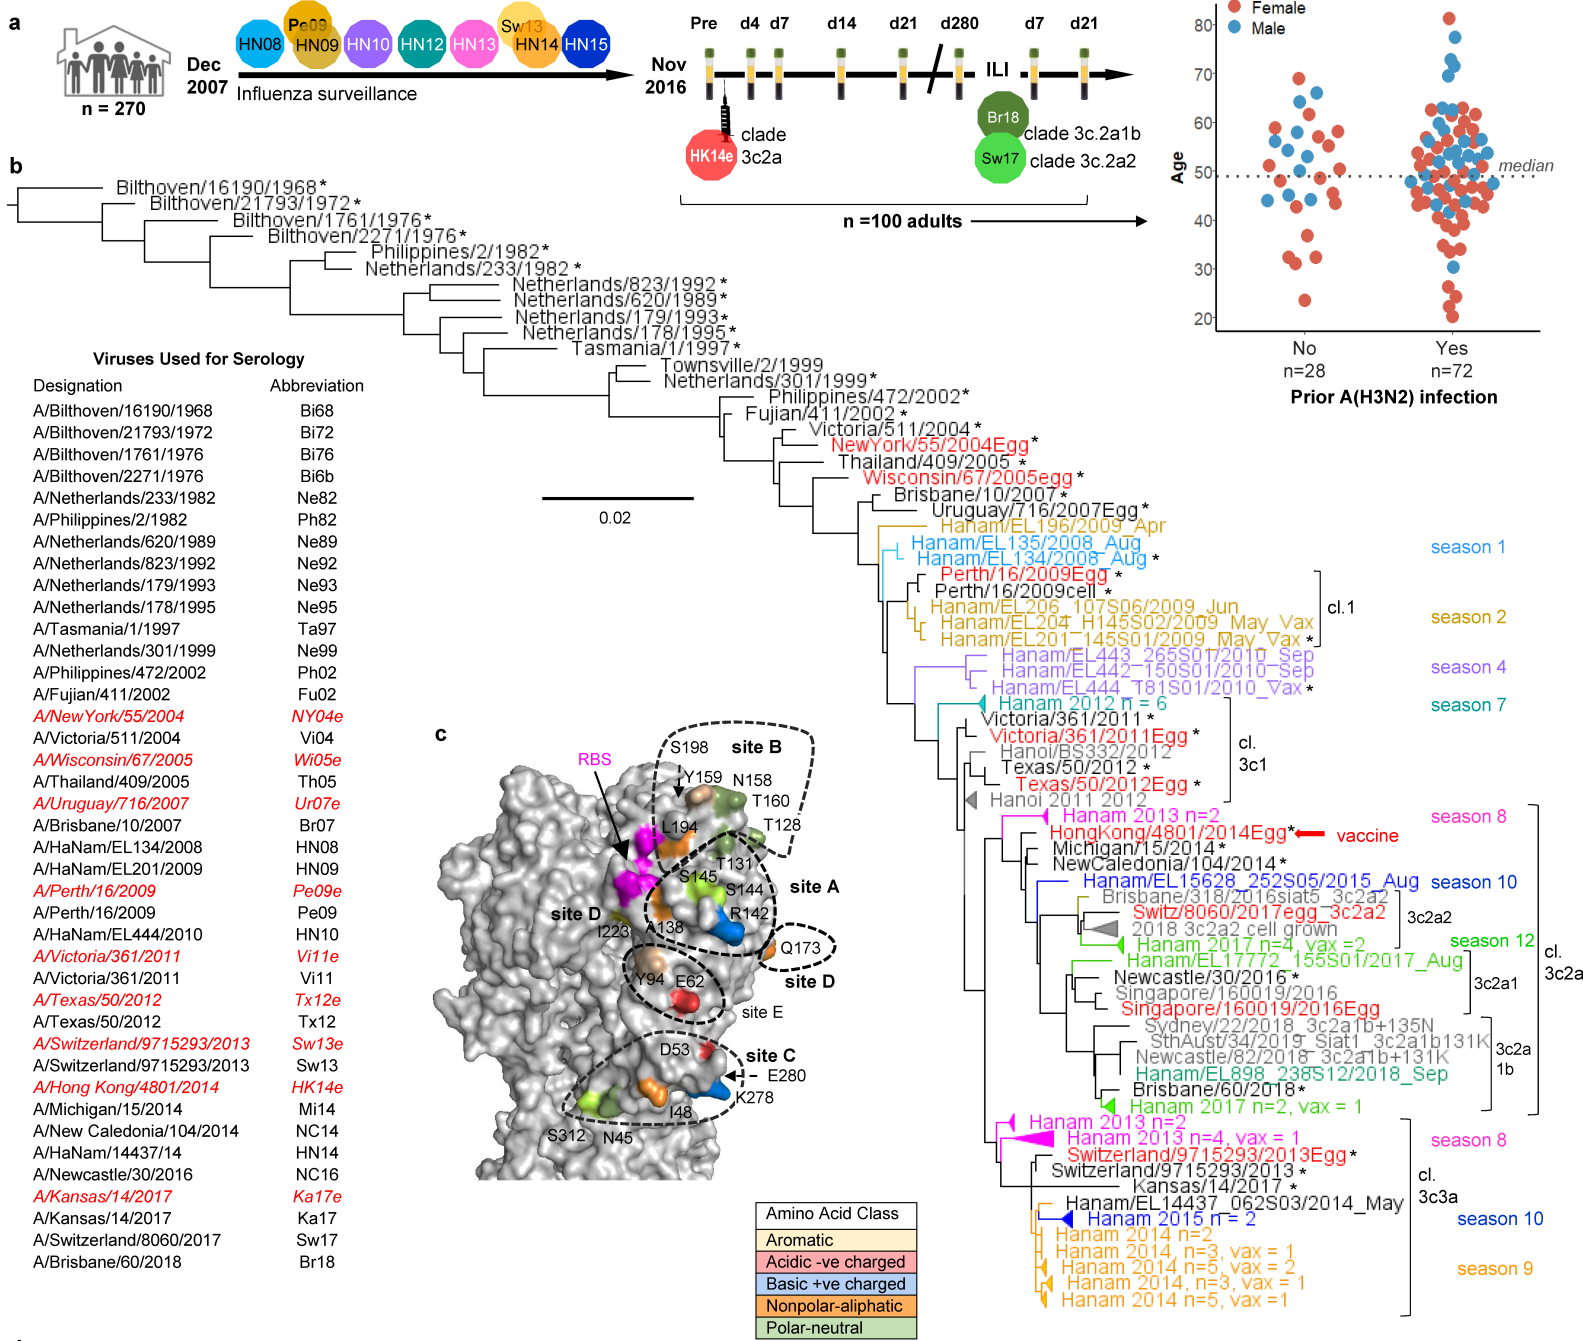 a
Pe09
HN08
HN09
HN10
HN12
HN13
Sw13
HN14
HN15
Dec
2007
Influenza surveillance
n = 270
Nov
2016
Pre
d4
d7
d14
d21
d280
d7
d21
ILI
HK14e
clade
3c2a
Br18
clade 3c.2a1b
Sw17
clade 3c.2a2
n =100 adults
Female
Male
Age
80
70
60
50
40
30
20
median
No
n=28
Yes
n=72
Prior A(H3N2) infection
b
Bilthoven/16190/1968*
Bilthoven/21793/1972*
Bilthoven/1761/1976*
Bilthoven/2271/1976*
Philippines/2/1982*
Netherlands/233/1982*
Netherlands/823/1992*
Netherlands/620/1989*
Netherlands/179/1993*
Netherlands/178/1995*
Tasmania/1/1997*
Townsville/2/1999
Netherlands/301/1999*
Philippines/472/2002*
Fujian/411/2002*
Victoria/511/2004*
NewYork/55/2004Egg*
Thailand/409/2005*
Wisconsin/67/2005egg*
Brisbane/10/2007*
Uruguay/716/2007Egg*
Hanam/EL196/2009_Apr
Hanam/EL135/2008_Aug
Hanam/EL134/2008_Aug*
season 1
Perth/16/2009Egg*
Perth/16/2009cell*
Hanam/EL206_107S06/2009_Jun
Hanam/EL204_H145S02/2009_May_Vax
Hanam/EL201_145S01/2009_May_Vax*
cl.1
season 2
Hanam/EL443_265S01/2010_Sep
Hanam/EL442_150S01/2010_Sep
Hanam/EL444_T81S01/2010_Vax*
season 4
Hanam 2012 n = 6
season 7
Victoria/361/2011*
Victoria/361/2011Egg*
Hanoi/BS332/2012
Texas/50/2012*
Texas/50/2012Egg*
Hanoi 2011 2012
cl.
3c1
Hanam 2013 n=2
season 8
HongKong/4801/2014Egg*
vaccine
Michigan/15/2014*
NewCaledonia/104/2014*
Hanam/EL15628_252S05/2015_Aug
season 10
Brisbane/318/2016siat5_3c2a2
Switz/8060/2017egg_3c2a2
2018 3c2a2 cell grown
Hanam 2017 n=4, vax =2
3c2a2
season 12
Hanam/EL17772_155S01/2017_Aug
Newcastle/30/2016*
Singapore/160019/2016
Singapore/160019/2016Egg
3c2a1
Sydney/22/2018_3c2a1b+135N
SthAust/34/2019_Siat1_3c2a1b131K
Newcastle/82/2018_3c2a1b+131K
Hanam/EL898_238S12/2018_Sep
Brisbane/60/2018*
Hanam 2017 n=2, vax = 1
3c2a
1b
cl.
3c2a
Hanam 2013 n=2
Hanam 2013 n=4, vax = 1
season 8
Switzerland/9715293/2013Egg*
Switzerland/9715293/2013*
Kansas/14/2017*
Hanam/EL14437_062S03/2014_May
Hanam 2015 n = 2
season 10
Hanam 2014 n=2
Hanam 2014, n=3, vax = 1
Hanam 2014 n=5, vax = 2
Hanam 2014, n=3, vax = 1
Hanam 2014 n=5, vax =1
season 9
cl.
3c3a
0.02
Viruses Used for Serology
Designation Abbreviation
A/Bilthoven/16190/1968 Bi68
A/Bilthoven/21793/1972 Bi72
A/Bilthoven/1761/1976 Bi76
A/Bilthoven/2271/1976 Bi6b
A/Netherlands/233/1982 Ne82
A/Philippines/2/1982 Ph82
A/Netherlands/620/1989 Ne89
A/Netherlands/823/1992 Ne92
A/Netherlands/179/1993 Ne93
A/Netherlands/178/1995 Ne95
A/Tasmania/1/1997 Ta97
A/Netherlands/301/1999 Ne99
A/Philippines/472/2002 Ph02
A/Fujian/411/2002 Fu02
A/NewYork/55/2004 NY04e
A/Victoria/511/2004 Vi04
A/Wisconsin/67/2005 Wi05e
A/Thailand/409/2005 Th05
A/Uruguay/716/2007 Ur07e
A/Brisbane/10/2007 Br07
A/HaNam/EL134/2008 HN08
A/HaNam/EL201/2009 HN09
A/Perth/16/2009 Pe09e
A/Perth/16/2009 Pe09
A/HaNam/EL444/2010 HN10
A/Victoria/361/2011 Vi11e
A/Victoria/361/2011 Vi11
A/Texas/50/2012 Tx12e
A/Texas/50/2012 Tx12
A/Switzerland/9715293/2013 Sw13e
A/Switzerland/9715293/2013 Sw13
A/Hong Kong/4801/2014 HK14e
A/Michigan/15/2014 Mi14
A/New Caledonia/104/2014 NC14
A/HaNam/14437/14 HN14
A/Newcastle/30/2016 NC16
A/Kansas/14/2017 Ka17e
A/Kansas/14/2017 Ka17
A/Switzerland/8060/2017 Sw17
A/Brisbane/60/2018 Br18
c
RBS
S198
site B
Y159
N158
T160
T128
L194
T131
S145
S144
site A
R142
site D
I223
A138
Q173
site D
Y94
E62
site E
D53
site C
E280
K278
I48
S312
N45
Amino Acid Class
Aromatic
Acidic -ve charged
Basic +ve charged
Nonpolar-aliphatic
Polar-neutral